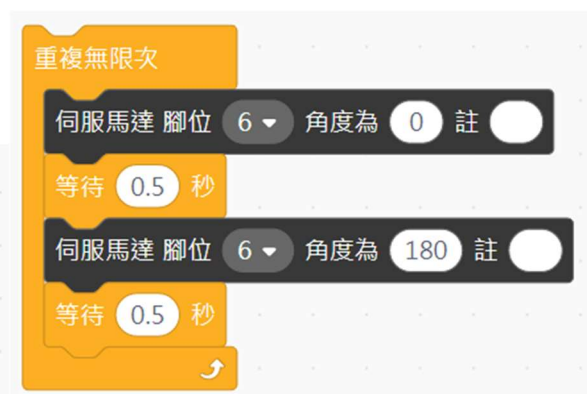 重複無限次
伺服馬達 腳位 6 角度為 0 註
等待 0.5 秒
伺服馬達 腳位 6 角度為 180 註
等待 0.5 秒